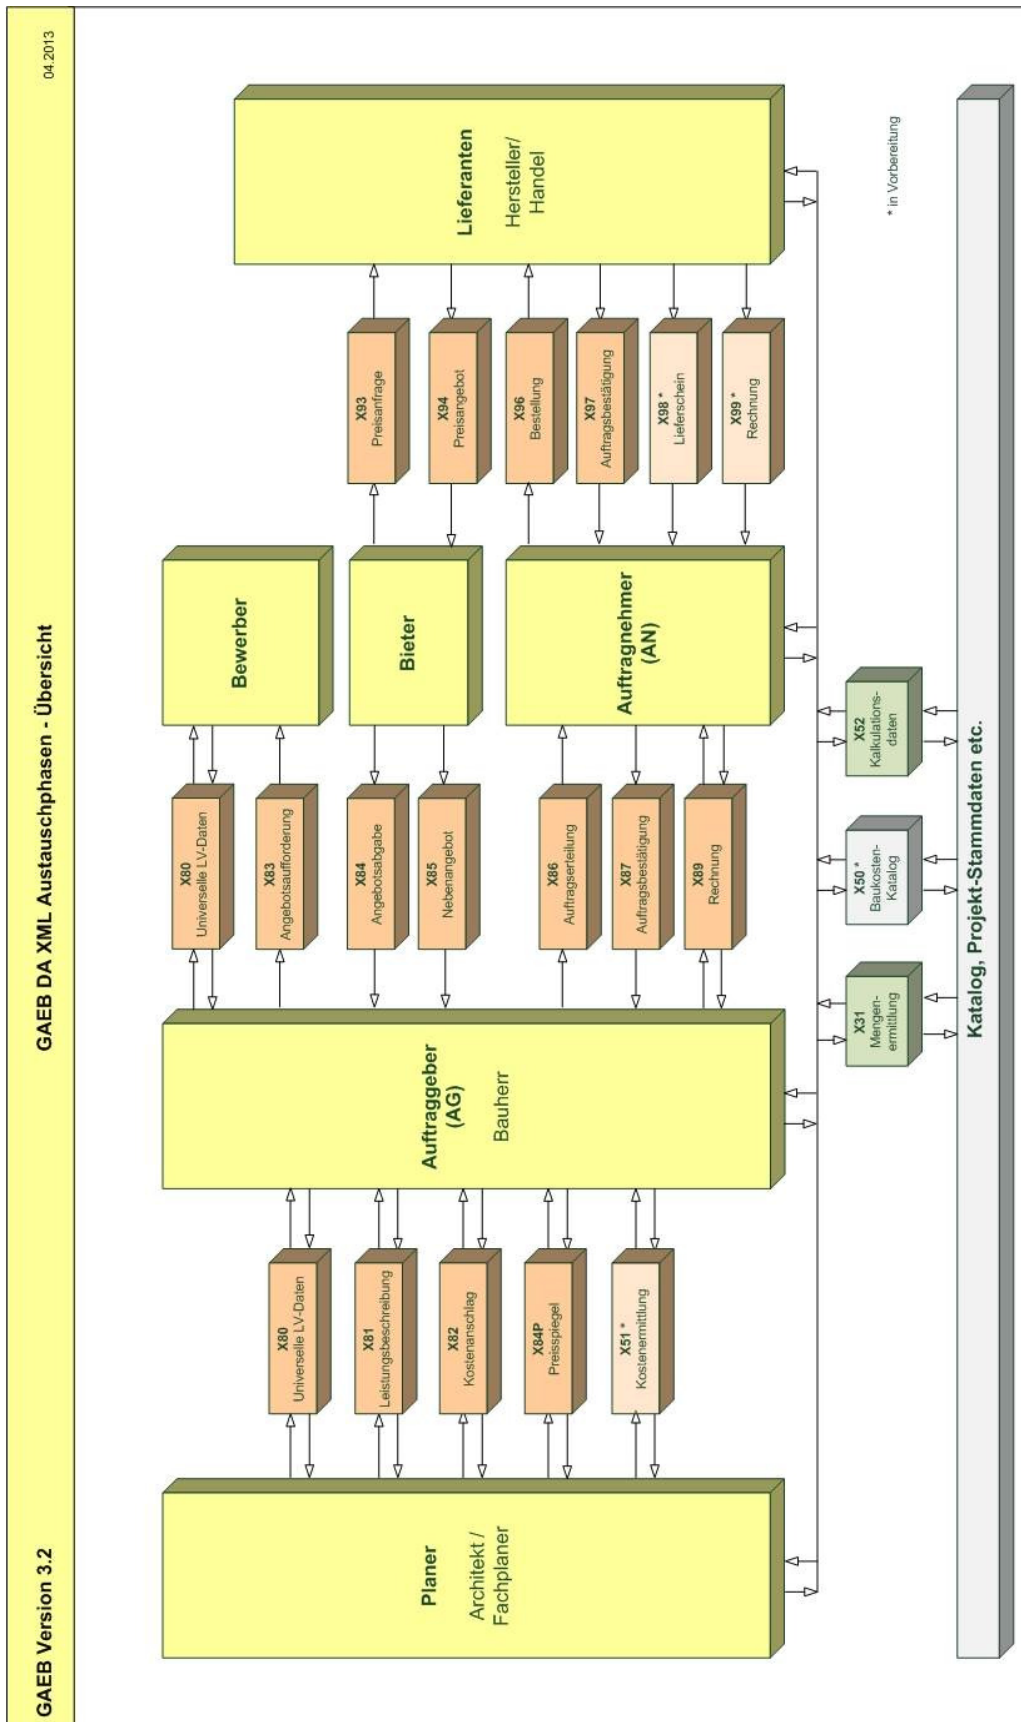 GAEB Version 3.2
GAEB DA XML Austauschphasen - Übersicht
04.2013
Planer
Architekt /
Fachplaner
X80
Universelle LV-Daten
X81
Leistungsbeschreibung
X82
Kostenanschlag
X84P
Preisspiegel
X51 *
Kostenermittlung
Auftraggeber
(AG)
Bauherr
X80
Universelle LV-Daten
X83
Angebotsaufforderung
X84
Angebotsabgabe
X85
Nebenangebot
X86
Auftragserteilung
X87
Auftragsbestätigung
X89
Rechnung
Bewerber
Bieter
Auftragnehmer
(AN)
X93
Preisanfrage
X94
Preisangebot
X96
Bestellung
X97
Auftragsbestätigung
X98 *
Lieferschein
X99 *
Rechnung
Lieferanten
Hersteller/
Handel
X31
Mengen-
ermittlung
X50 *
Baukosten-
Katalog
X52
Kalkulations-
daten
* in Vorbereitung
Katalog, Projekt-Stammdaten etc.